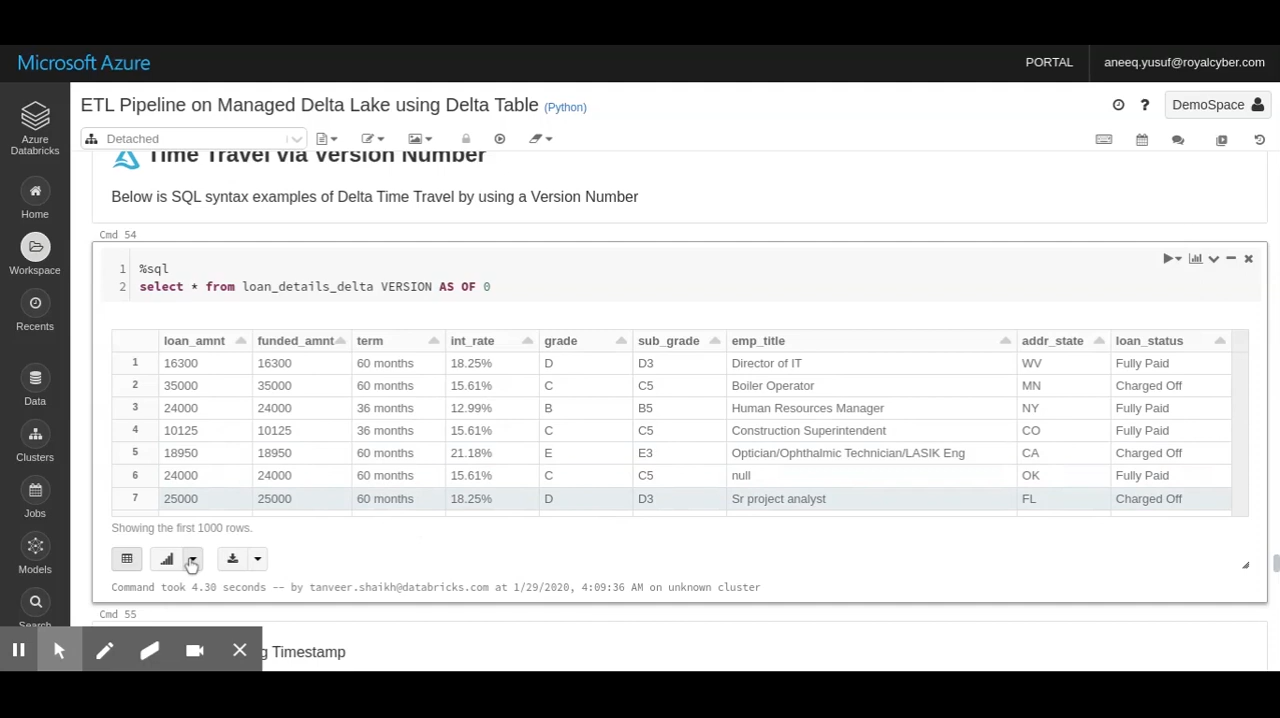 Microsoft Azure
PORTAL
aneeq.yusuf@royalcyber.com
ETL Pipeline on Managed Delta Lake using Delta Table (Python)
? DemoSpace
Azure Databricks
Detached
Home
Workspace
Recents
Data
Clusters
Jobs
Models
Search
Time Travel via Version Number
Below is SQL syntax examples of Delta Time Travel by using a Version Number
Cmd 54
1 %sql
2 select * from loan_details_delta VERSION AS OF 0
loan_amnt funded_amnt term int_rate grade sub_grade emp_title addr_state loan_status
1 16300 16300 60 months 18.25% D D3 Director of IT WV Fully Paid
2 35000 35000 60 months 15.61% C C5 Boiler Operator MN Charged Off
3 24000 24000 36 months 12.99% B B5 Human Resources Manager NY Fully Paid
4 10125 10125 36 months 15.61% C C5 Construction Superintendent CO Fully Paid
5 18950 18950 60 months 21.18% E E3 Optician/Ophthalmic Technician/LASIK Eng CA Charged Off
6 24000 24000 60 months 15.61% C C5 null OK Fully Paid
7 25000 25000 60 months 18.25% D D3 Sr project analyst FL Charged Off
Showing the first 1000 rows.
Command took 4.30 seconds -- by tanveer.shaikh@databricks.com at 1/29/2020, 4:09:36 AM on unknown cluster
Cmd 55
g Timestamp